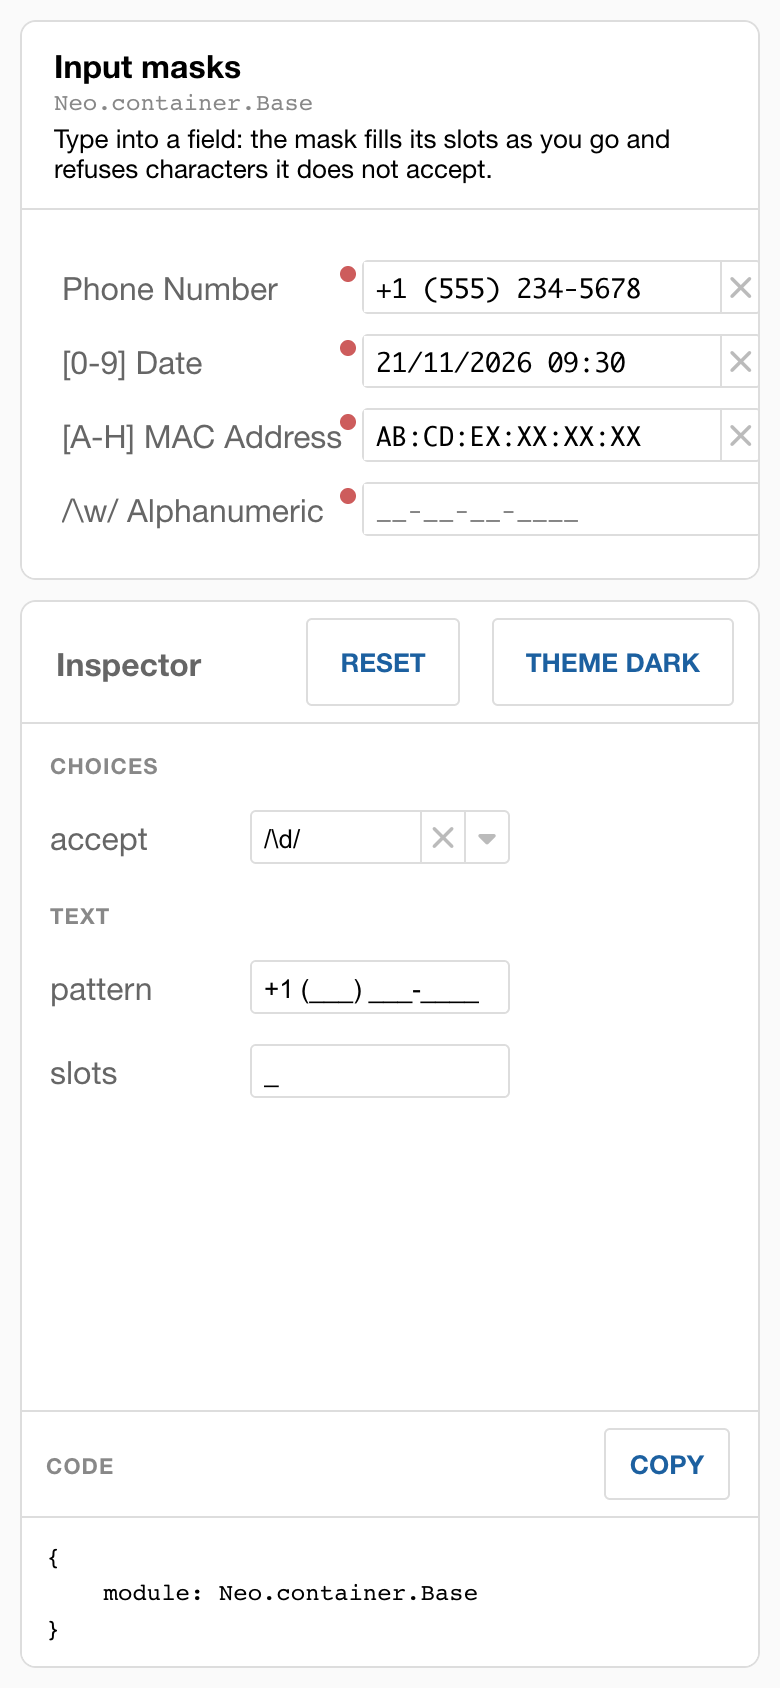 Input masks
Neo.container.Base
Type into a field: the mask fills its slots as you go and
refuses characters it does not accept.
Phone Number +1 (555) 234-5678
[0-9] Date 21/11/2026 09:30
[A-H] MAC Address AB:CD:EX:XX:XX:XX
/\w/ Alphanumeric __-__-__-____
Inspector RESET THEME DARK
CHOICES
accept /\d/
TEXT
pattern +1 (___) ___-____
slots _
CODE COPY
{
    module: Neo.container.Base
}